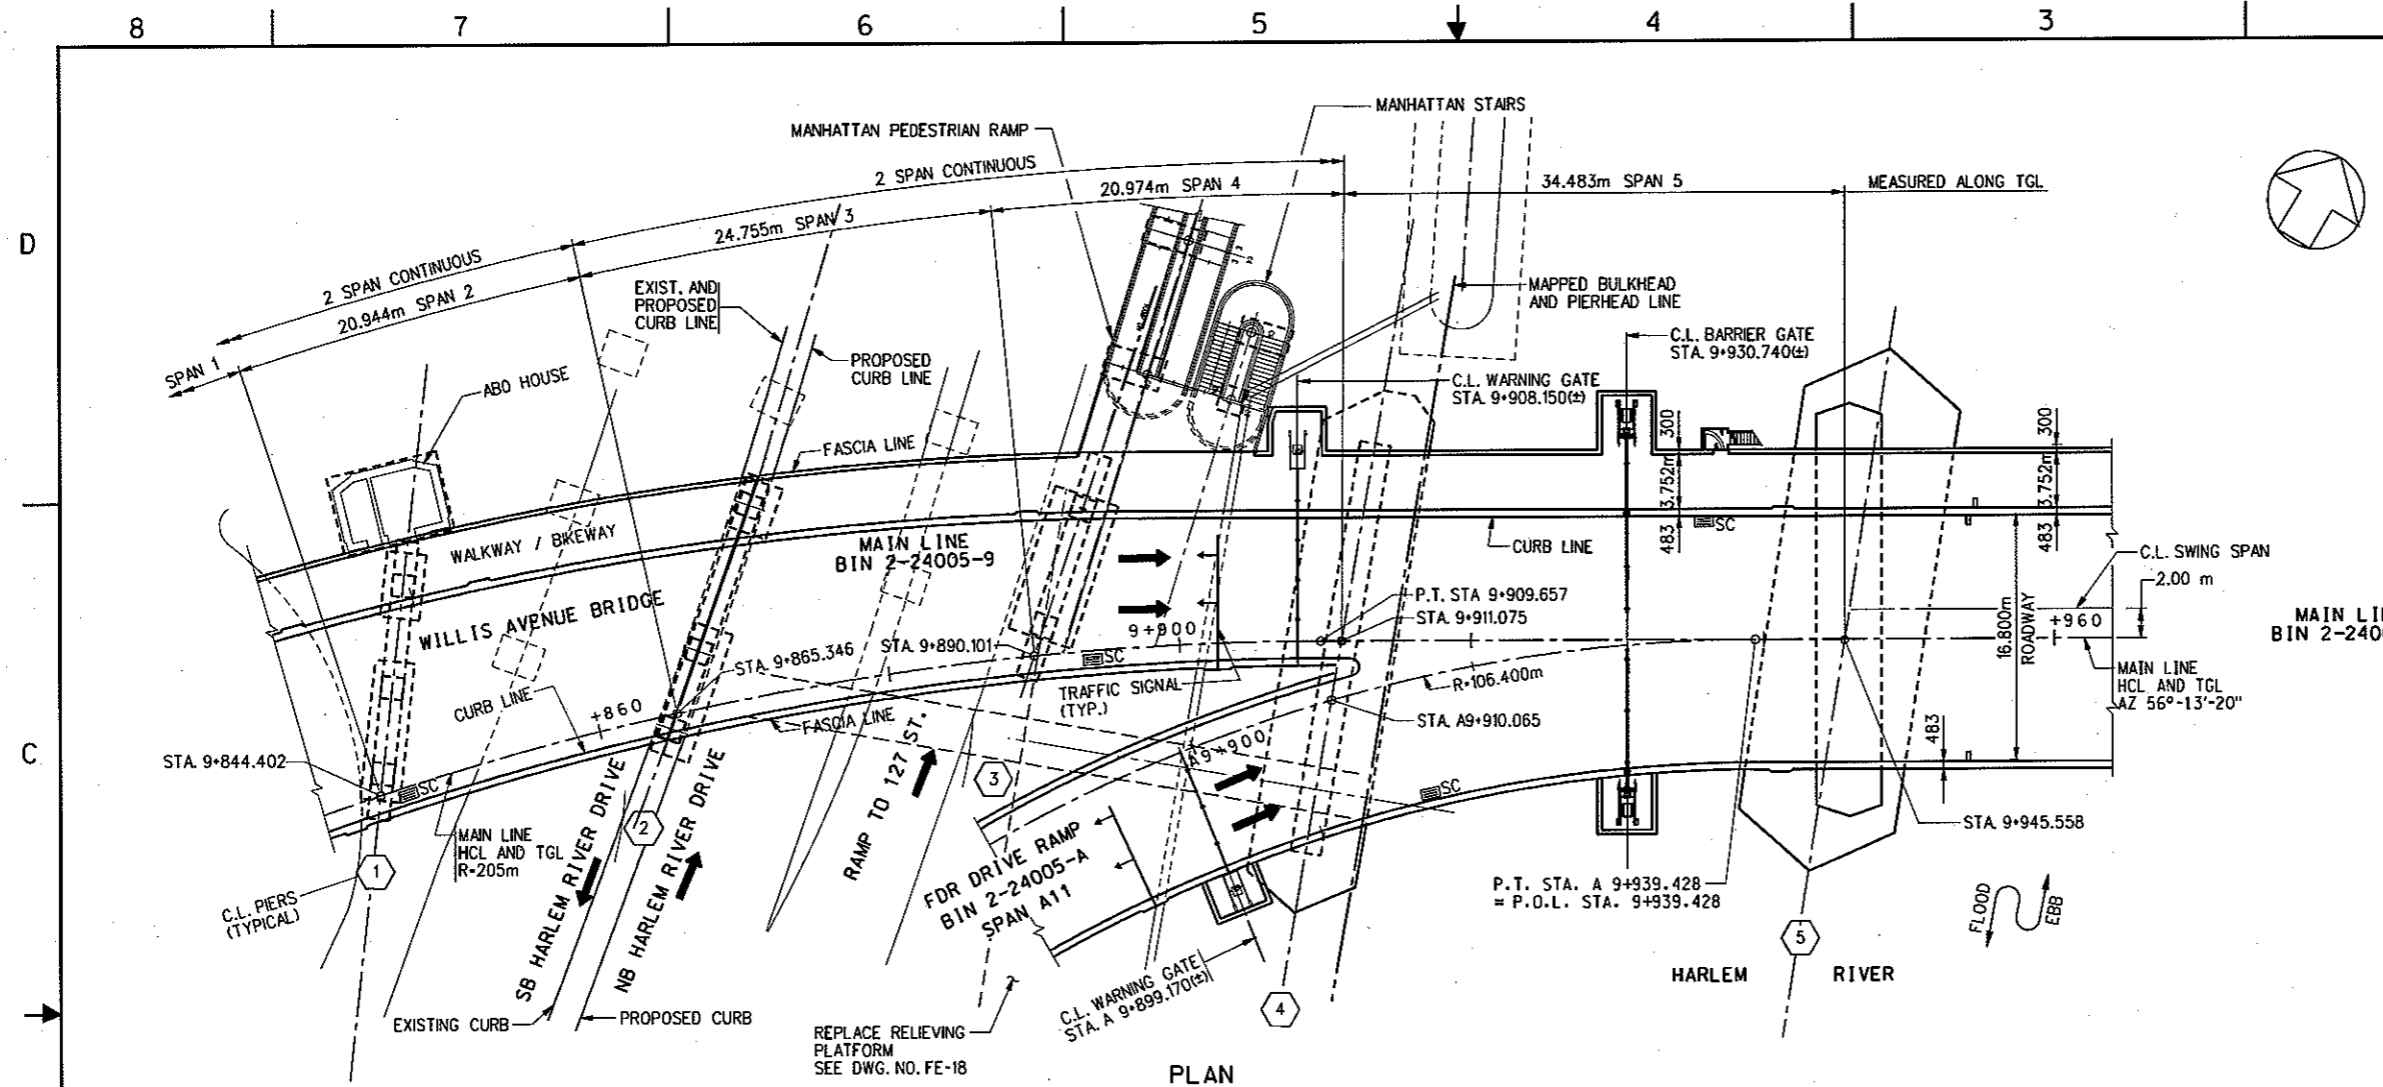 8
7
6
5
4
3
MANHATTAN STAIRS
MANHATTAN PEDESTRIAN RAMP
2 SPAN CONTINUOUS
20.974m SPAN 4
34.483m SPAN 5
MEASURED ALONG TGL
24.755m SPAN 3
D
2 SPAN CONTINUOUS
20.944m SPAN 2
SPAN 1
EXIST. AND
PROPOSED
CURB LINE
MAPPED BULKHEAD
AND PIERHEAD LINE
C.L. BARRIER GATE
STA. 9+930.740(±)
PROPOSED
CURB LINE
ABO HOUSE
C.L. WARNING GATE
STA. 9+908.150(±)
300
3.752m
483
300
3.752m
483
FASCIA LINE
WALKWAY / BIKEWAY
MAIN LINE
BIN 2-24005-9
CURB LINE
SC
C.L. SWING SPAN
2.00 m
WILLIS AVENUE BRIDGE
P.T. STA 9+909.657
STA. 9+911.075
9+900
+960
16.800m
ROADWAY
MAIN LI
BIN 2-240
STA. 9+865.346
STA. 9+890.101
SC
MAIN LINE
HCL AND TGL
AZ 56º-13'-20"
TRAFFIC SIGNAL
(TYP.)
R=106.400m
CURB LINE
+860
FASCIA LINE
STA. A9+910.065
A 9+900
483
C
STA. 9+844.402
SC
SC
STA. 9+945.558
MAIN LINE
HCL AND TGL
R=205m
1
2
3
SB HARLEM RIVER DRIVE
NB HARLEM RIVER DRIVE
RAMP TO 127 ST.
FDR DRIVE RAMP
BIN 2-24005-A
SPAN A11
P.T. STA. A 9+939.428
= P.O.L. STA. 9+939.428
FLOOD
EBB
C.L. PIERS
(TYPICAL)
5
HARLEM RIVER
C.L. WARNING GATE
STA. A 9+899.170(±)
4
EXISTING CURB
PROPOSED CURB
REPLACE RELIEVING
PLATFORM
SEE DWG. NO. FE-18
PLAN